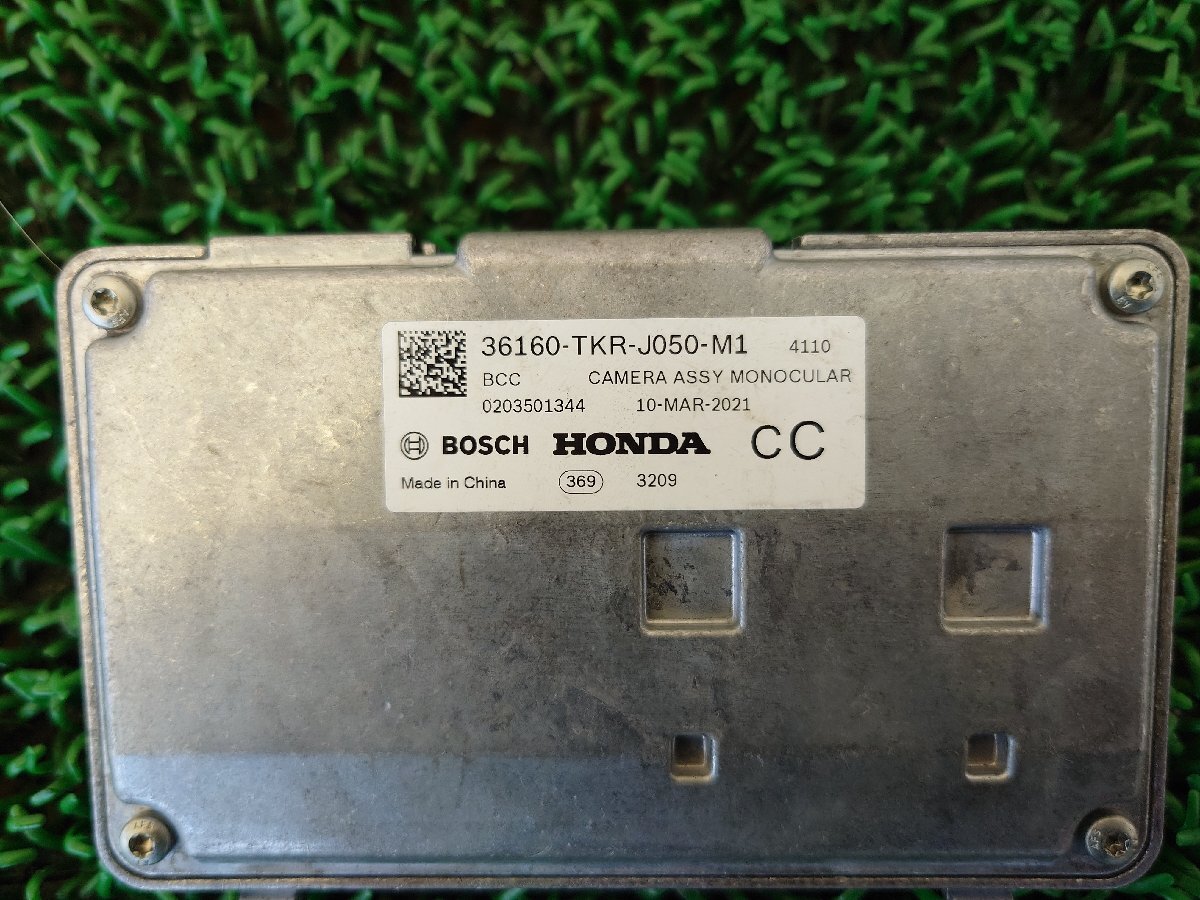 36160-TKR-J050-M1 4110
BCC CAMERA ASSY MONOCULAR
0203501344 10-MAR-2021
BOSCH HONDA CC
Made in China 369 3209